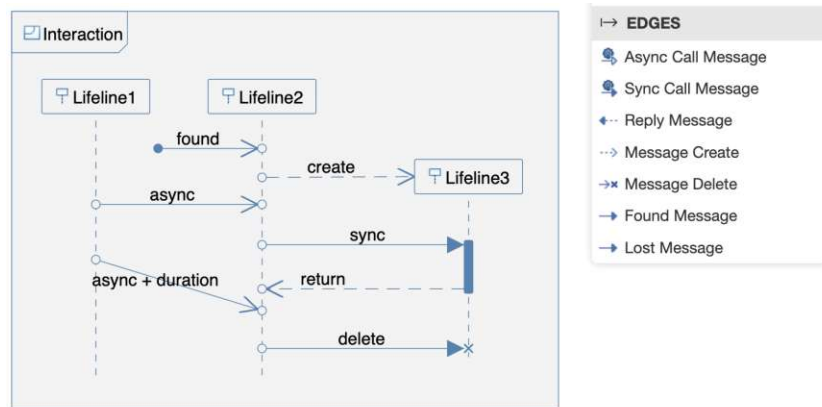 Interaction
Lifeline1
Lifeline2
found
create
Lifeline3
async
sync
async + duration
return
delete
EDGES
Async Call Message
Sync Call Message
Reply Message
Message Create
Message Delete
Found Message
Lost Message